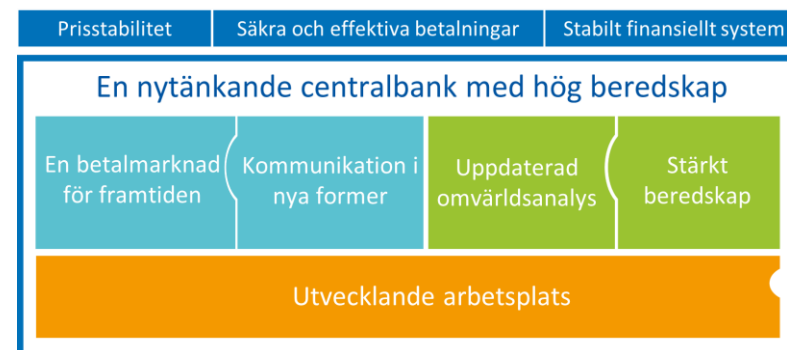 Prisstabilitet
Säkra och effektiva betalningar
Stabilt finansiellt system
En nytänkande centralbank med hög beredskap
En betalmarknad
för framtiden
Kommunikation i
nya former
Uppdaterad
omvärldsanalys
Stärkt
beredskap
Utvecklande arbetsplats